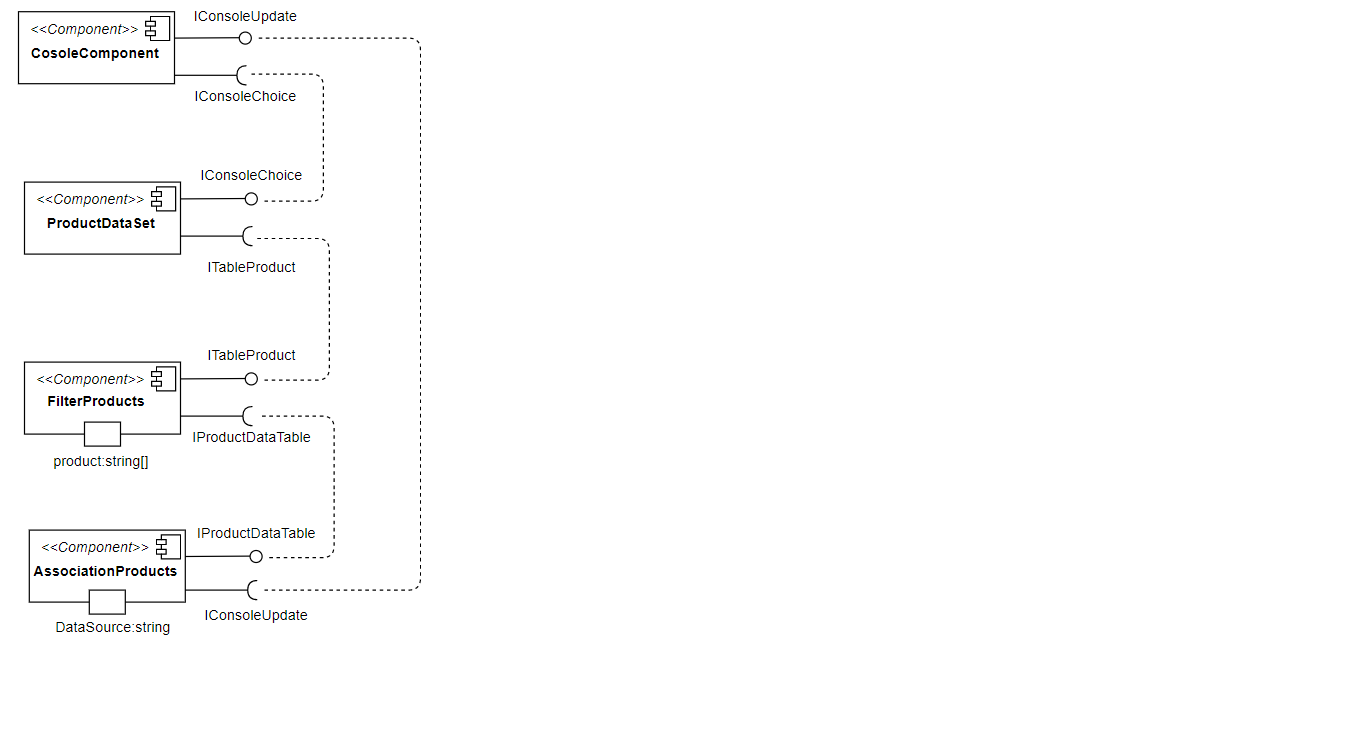 IConsoleUpdate
<<Component>>
CosoleComponent
IConsoleChoice
IConsoleChoice
<<Component>>
ProductDataSet
ITableProduct
ITableProduct
<<Component>>
FilterProducts
IProductDataTable
product:string[]
IProductDataTable
<<Component>>
AssociationProducts
IConsoleUpdate
DataSource:string